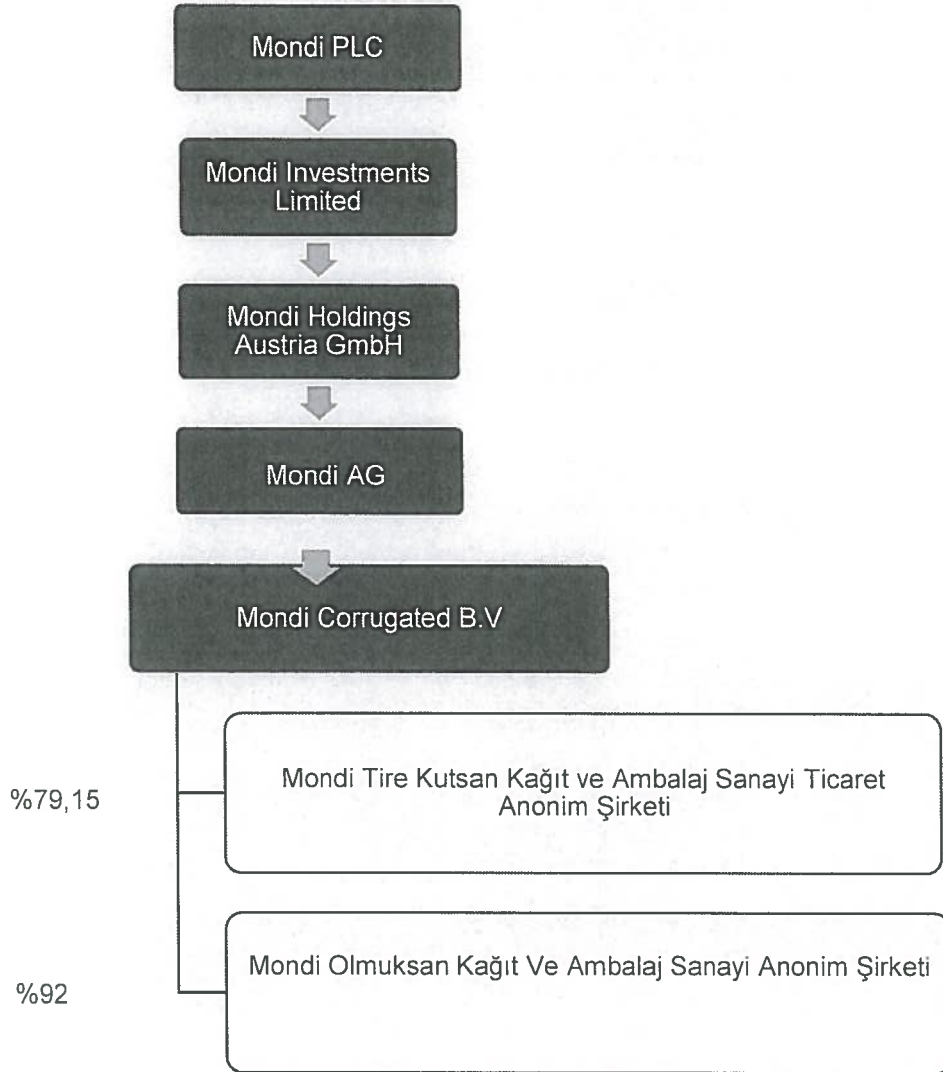 Mondi PLC
Mondi Investments
Limited
Mondi Holdings
Austria GmbH
Mondi AG
Mondi Corrugated B.V
%79,15
Mondi Tire Kutsan Kağıt ve Ambalaj Sanayi Ticaret
Anonim Şirketi
%92
Mondi Olmuksan Kağıt Ve Ambalaj Sanayi Anonim Şirketi